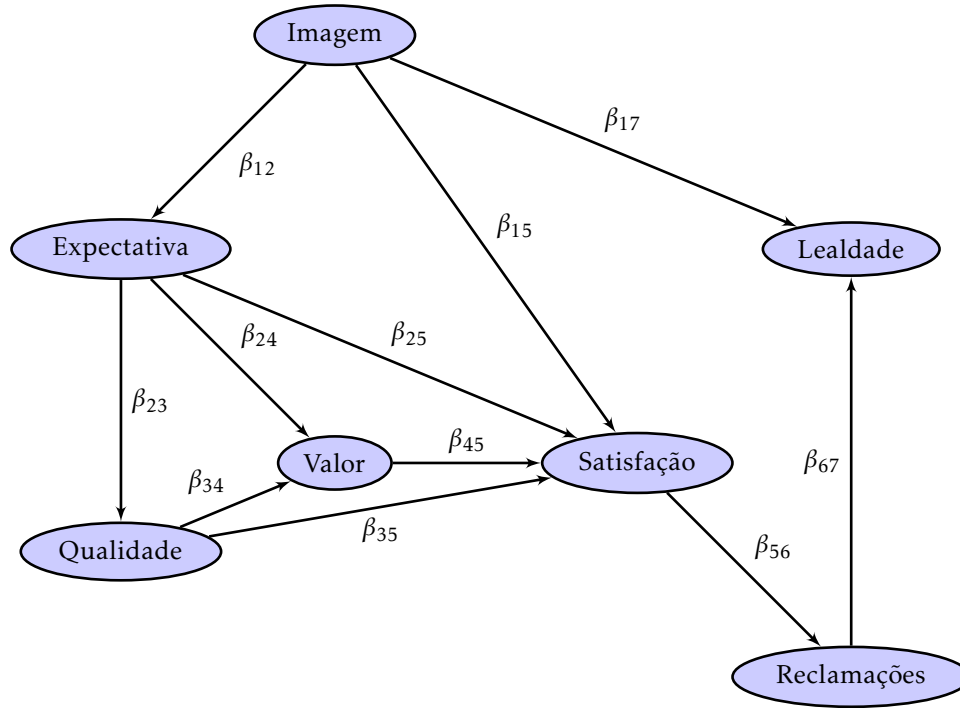 Imagem
β17
β12
β15
Expectativa
Lealdade
β24
β25
β23
β45
Valor
Satisfação
β67
β34
β35
Qualidade
β56
Reclamações